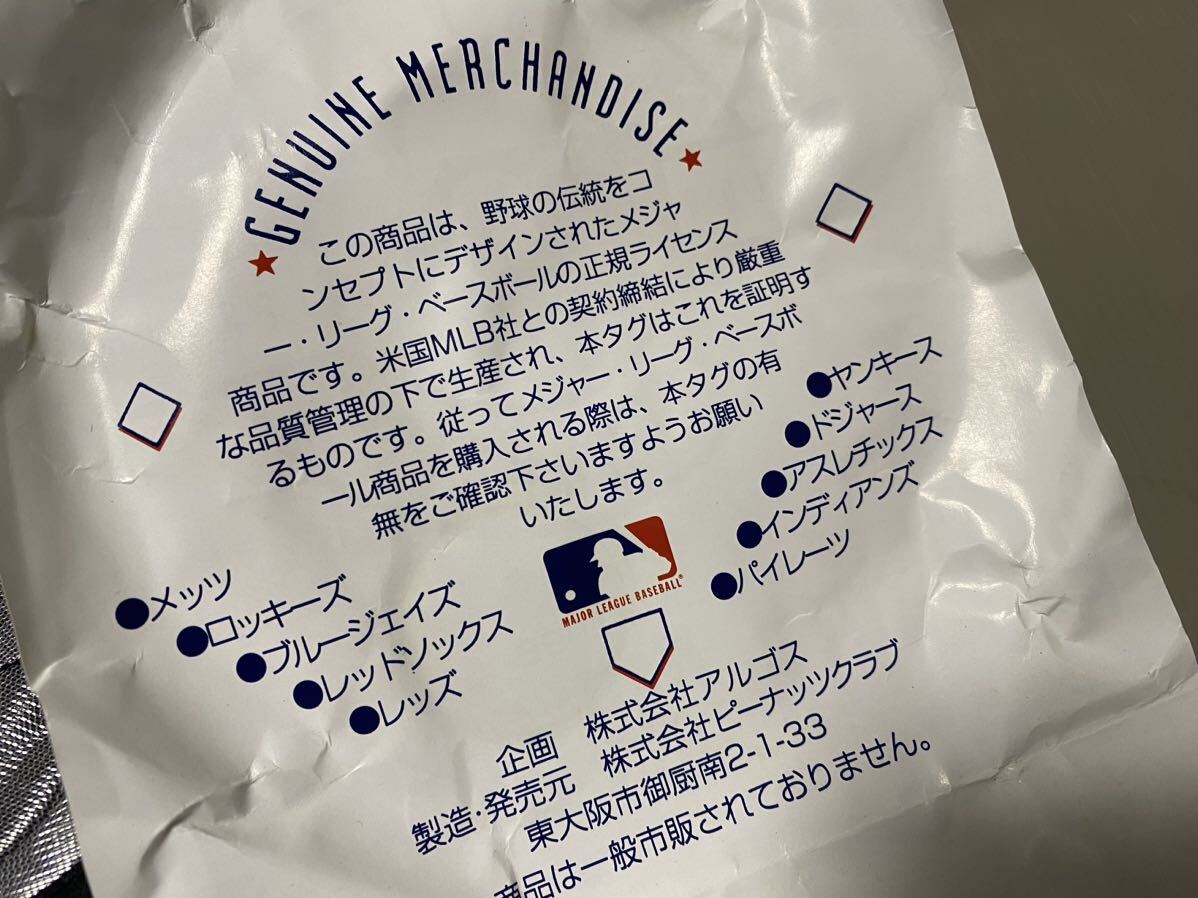 GENUINE MERCHANDISE
この商品は、野球の伝統をコ
ンセプトにデザインされたメジャ
ー・リーグ・ベースボールの正規ライセンス
商品です。米国MLB社との契約締結により厳重
な品質管理の下で生産され、本タグはこれを証明す
るものです。従ってメジャー・リーグ・ベースボ
ール商品を購入される際は、本タグの有
無をご確認下さいますようお願い
いたします。
●メッツ
●ロッキーズ
●ブルージェイズ
●レッドソックス
●レッズ
●ヤンキース
●ドジャース
●アスレチックス
●インディアンズ
●パイレーツ
MAJOR LEAGUE BASEBALL®
企画 株式会社アルゴス
製造・発売元 株式会社ピーナッツクラブ
東大阪市御厨南2-1-33
商品は一般市販されておりません。